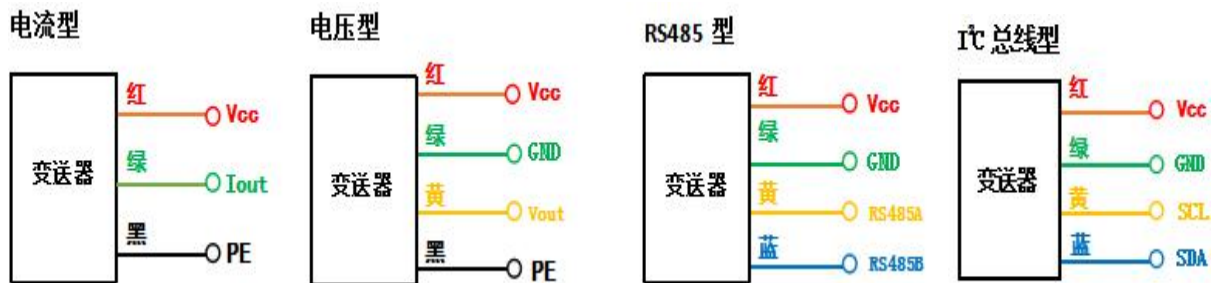 电流型
变送器
红
Vcc
绿
Iout
黑
PE
电压型
变送器
红
Vcc
绿
GND
黄
Vout
黑
PE
RS485 型
变送器
红
Vcc
绿
GND
黄
RS485A
蓝
RS485B
I²C 总线型
变送器
红
Vcc
绿
GND
黄
SCL
蓝
SDA